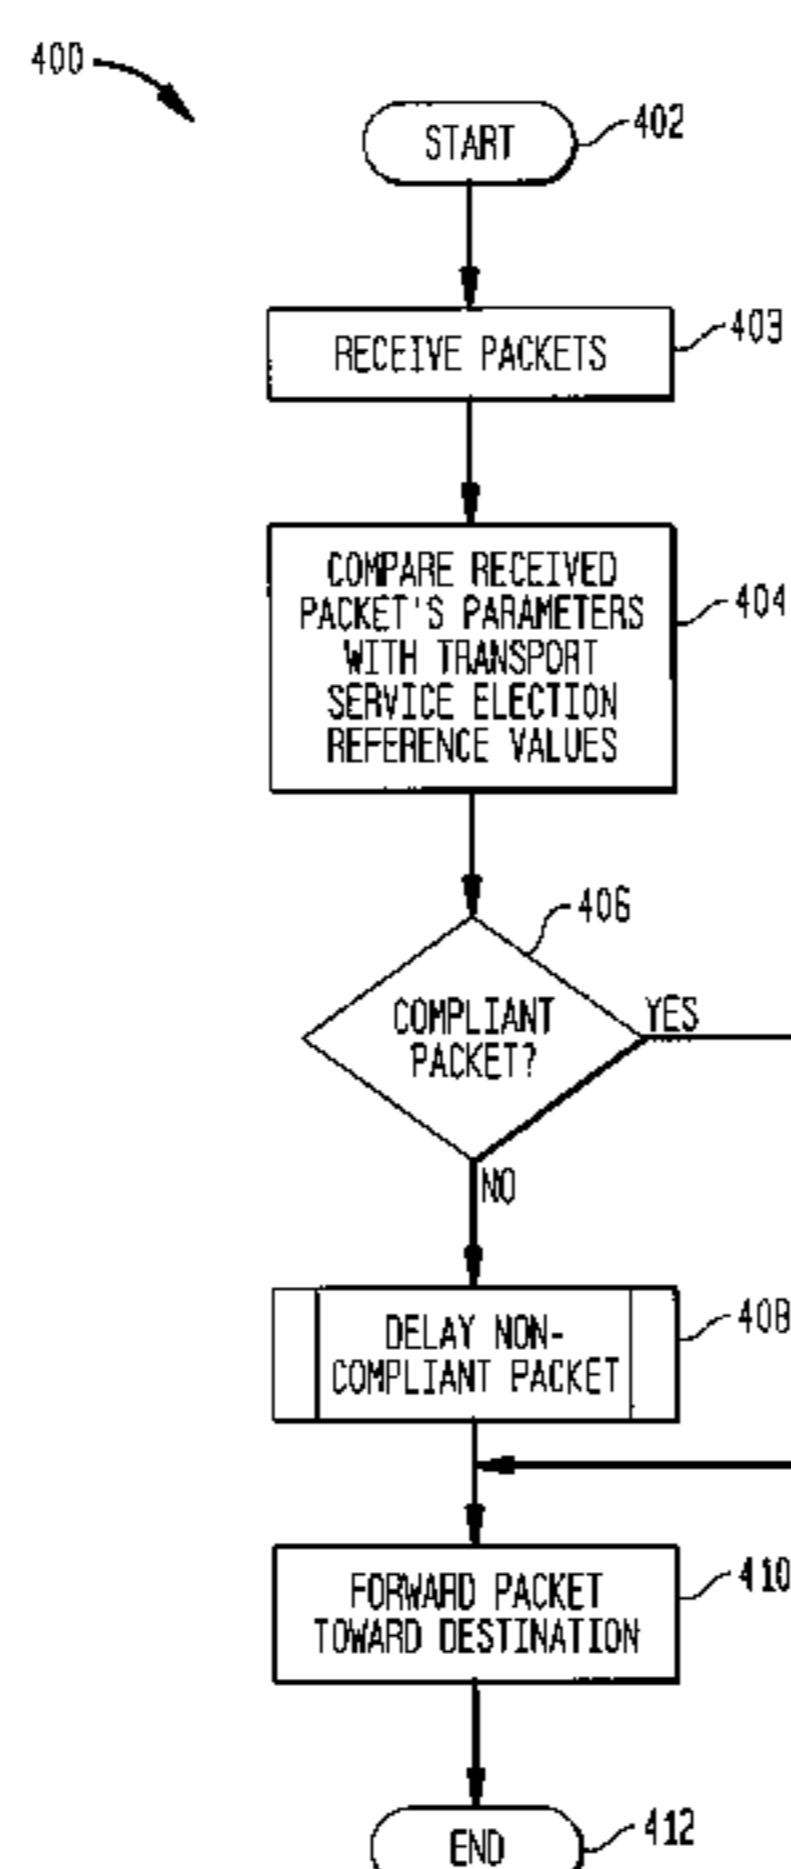 400
START
402
RECEIVE PACKETS
403
COMPARE RECEIVED
PACKET'S PARAMETERS
WITH TRANSPORT
SERVICE ELECTION
REFERENCE VALUES
404
406
COMPLIANT
PACKET?
YES
NO
DELAY NON-
COMPLIANT PACKET
408
FORWARD PACKET
TOWARD DESTINATION
410
END
412